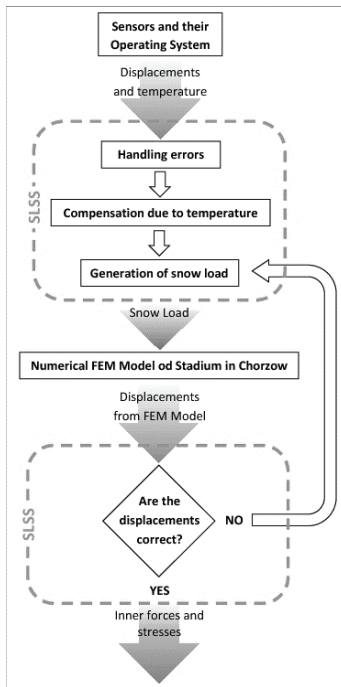 Sensors and their
Operating System
Displacements
and temperature
SLSS
Handling errors
Compensation due to temperature
Generation of snow load
Snow Load
Numerical FEM Model od Stadium in Chorzow
Displacements
from FEM Model
SLSS
Are the
displacements
correct?
NO
YES
Inner forces and
stresses